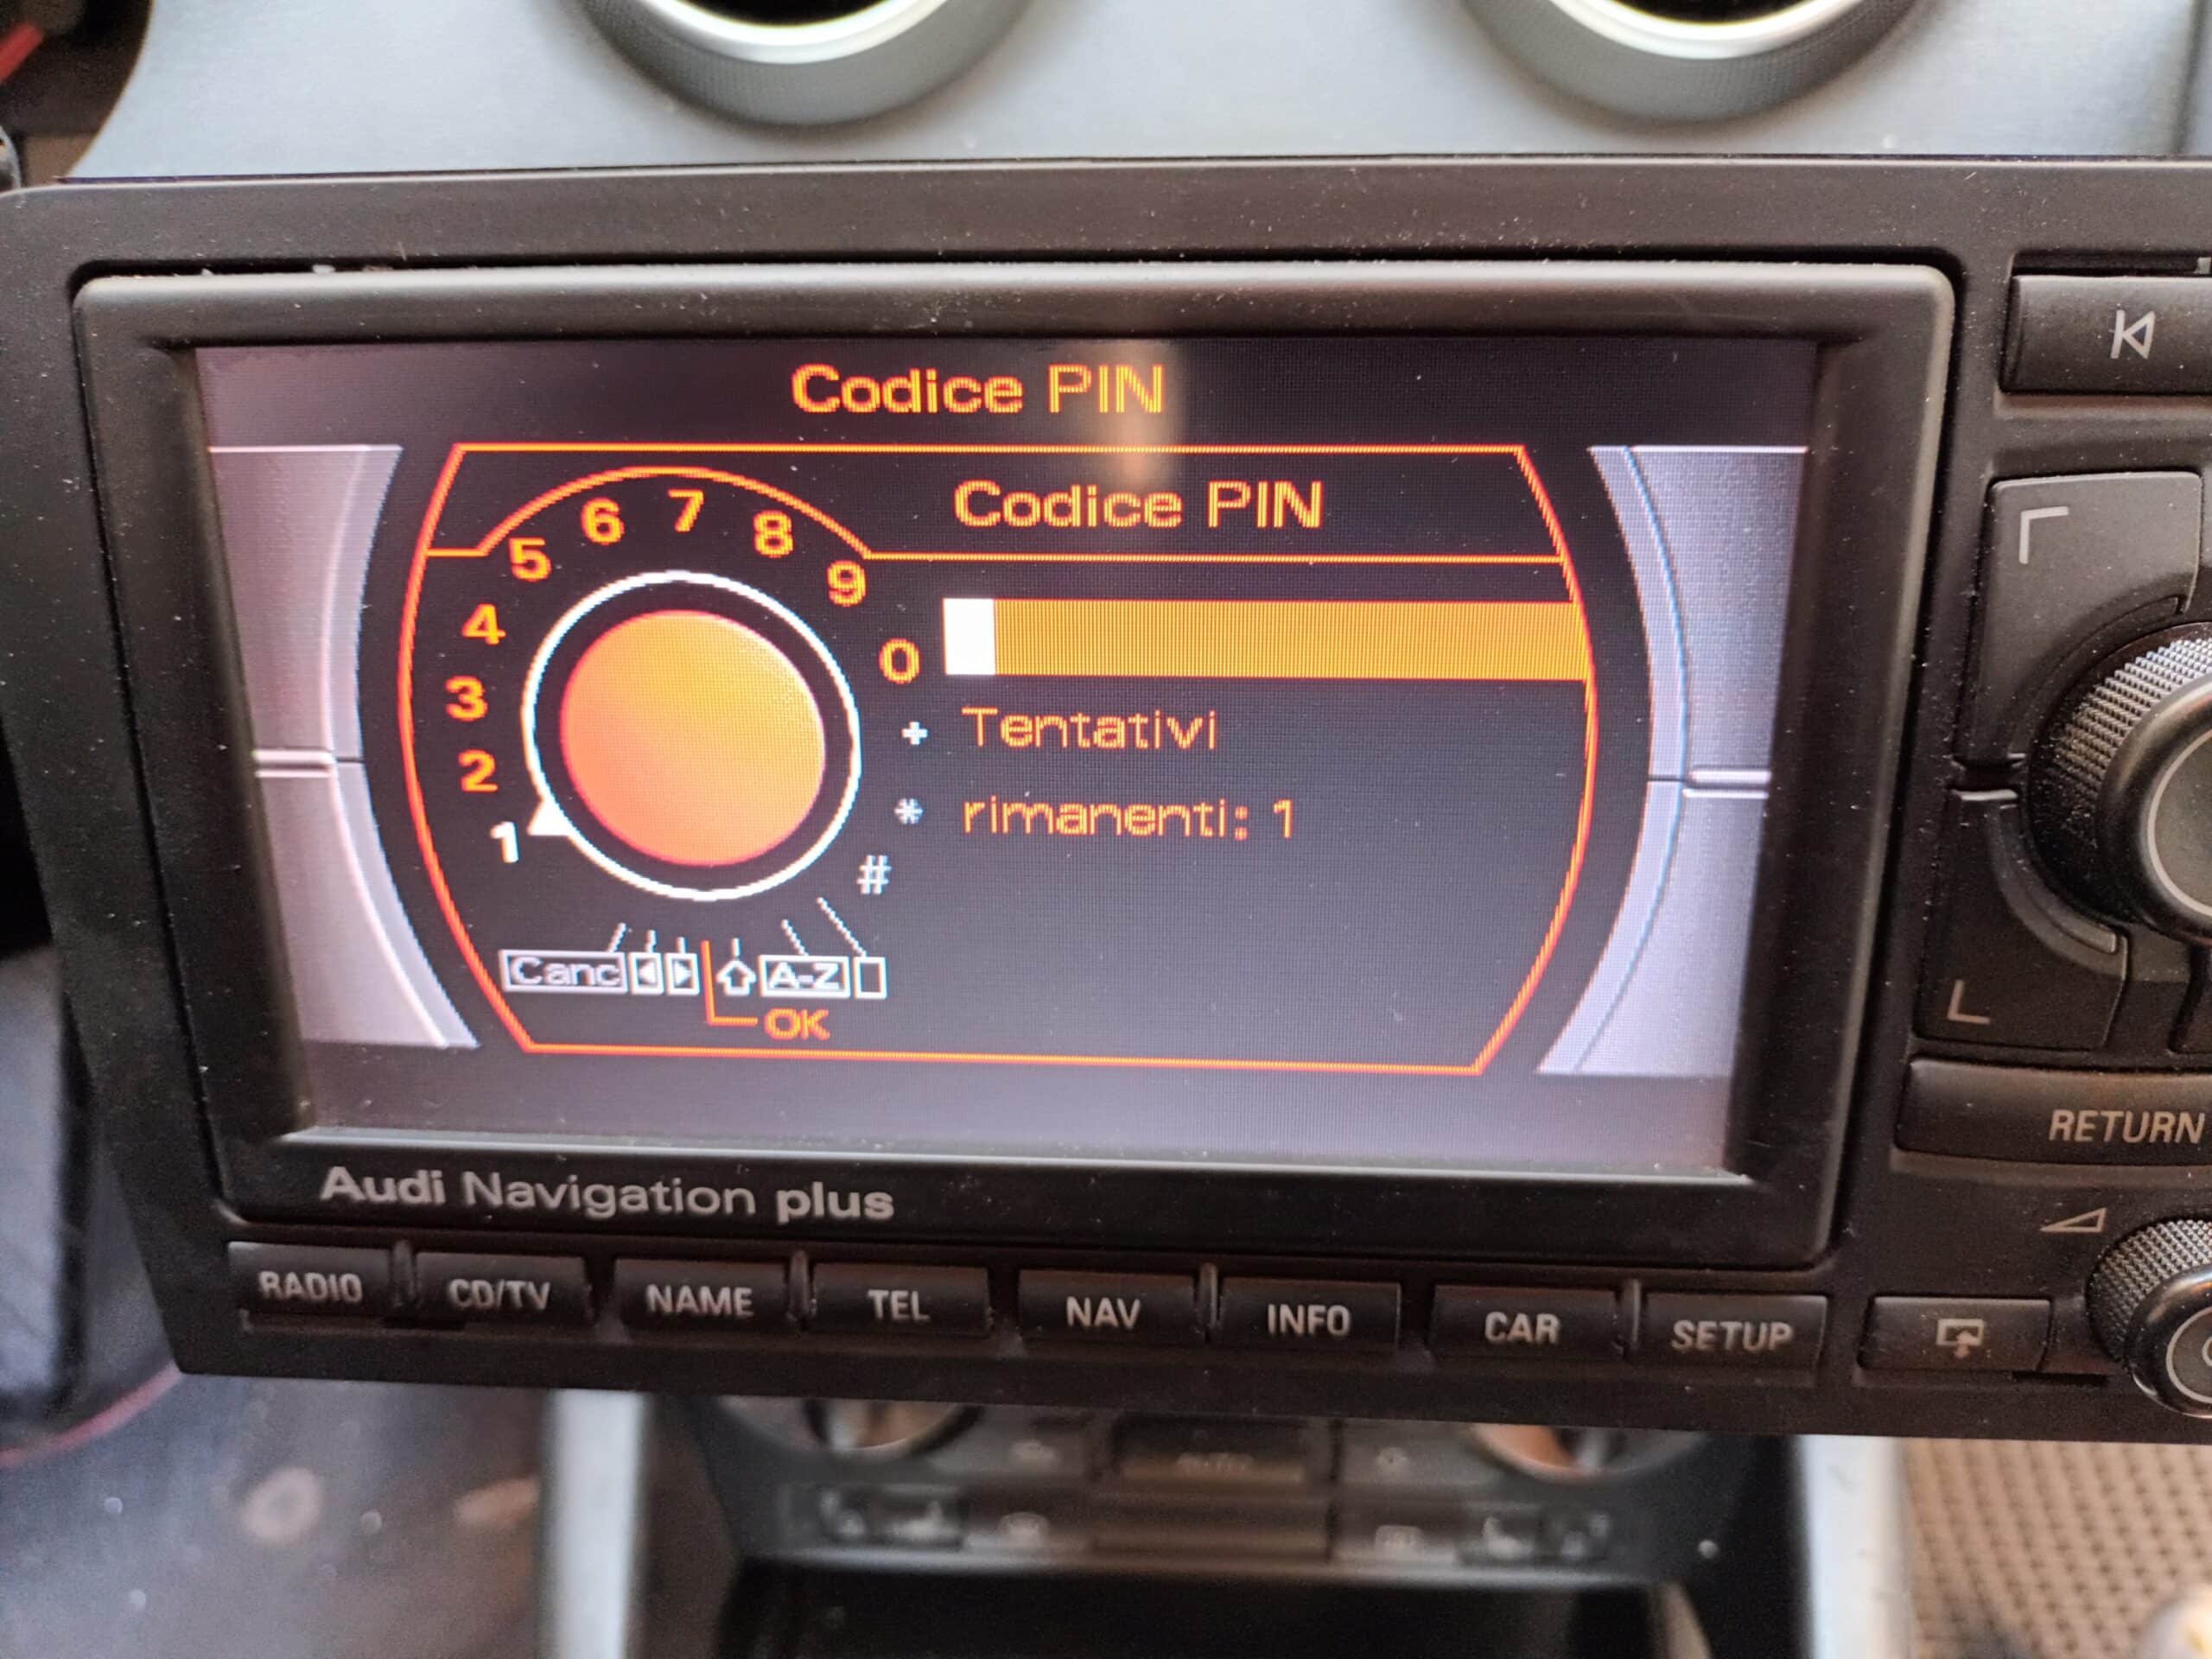 Codice PIN
Codice PIN
1 2 3 4 5 6 7 8 9 0 + * #
Tentativi
rimanenti: 1
Canc A-Z
OK
Audi Navigation plus
RETURN
RADIO CD/TV NAME TEL NAV INFO CAR SETUP